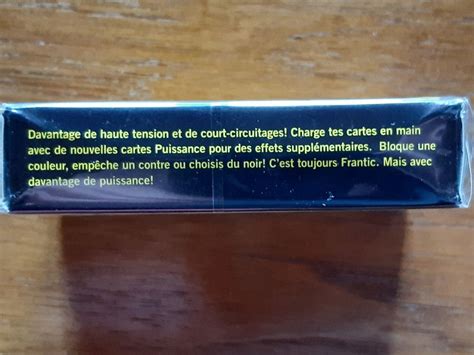 Davantage de haute tension et de court-circuitages! Charge tes cartes en main
avec de nouvelles cartes Puissance pour des effets supplémentaires. Bloque une
couleur, empêche un contre ou choisis du noir! C'est toujours Frantic. Mais avec
davantage de puissance!